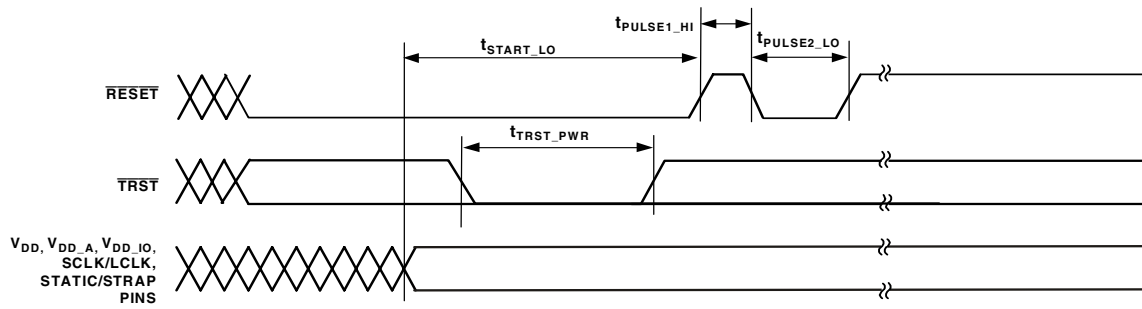 tPULSE1_HI
tSTART_LO
tPULSE2_LO
RESET
tTRST_PWR
TRST
VDD, VDD_A, VDD_IO,
SCLK/LCLK,
STATIC/STRAP
PINS